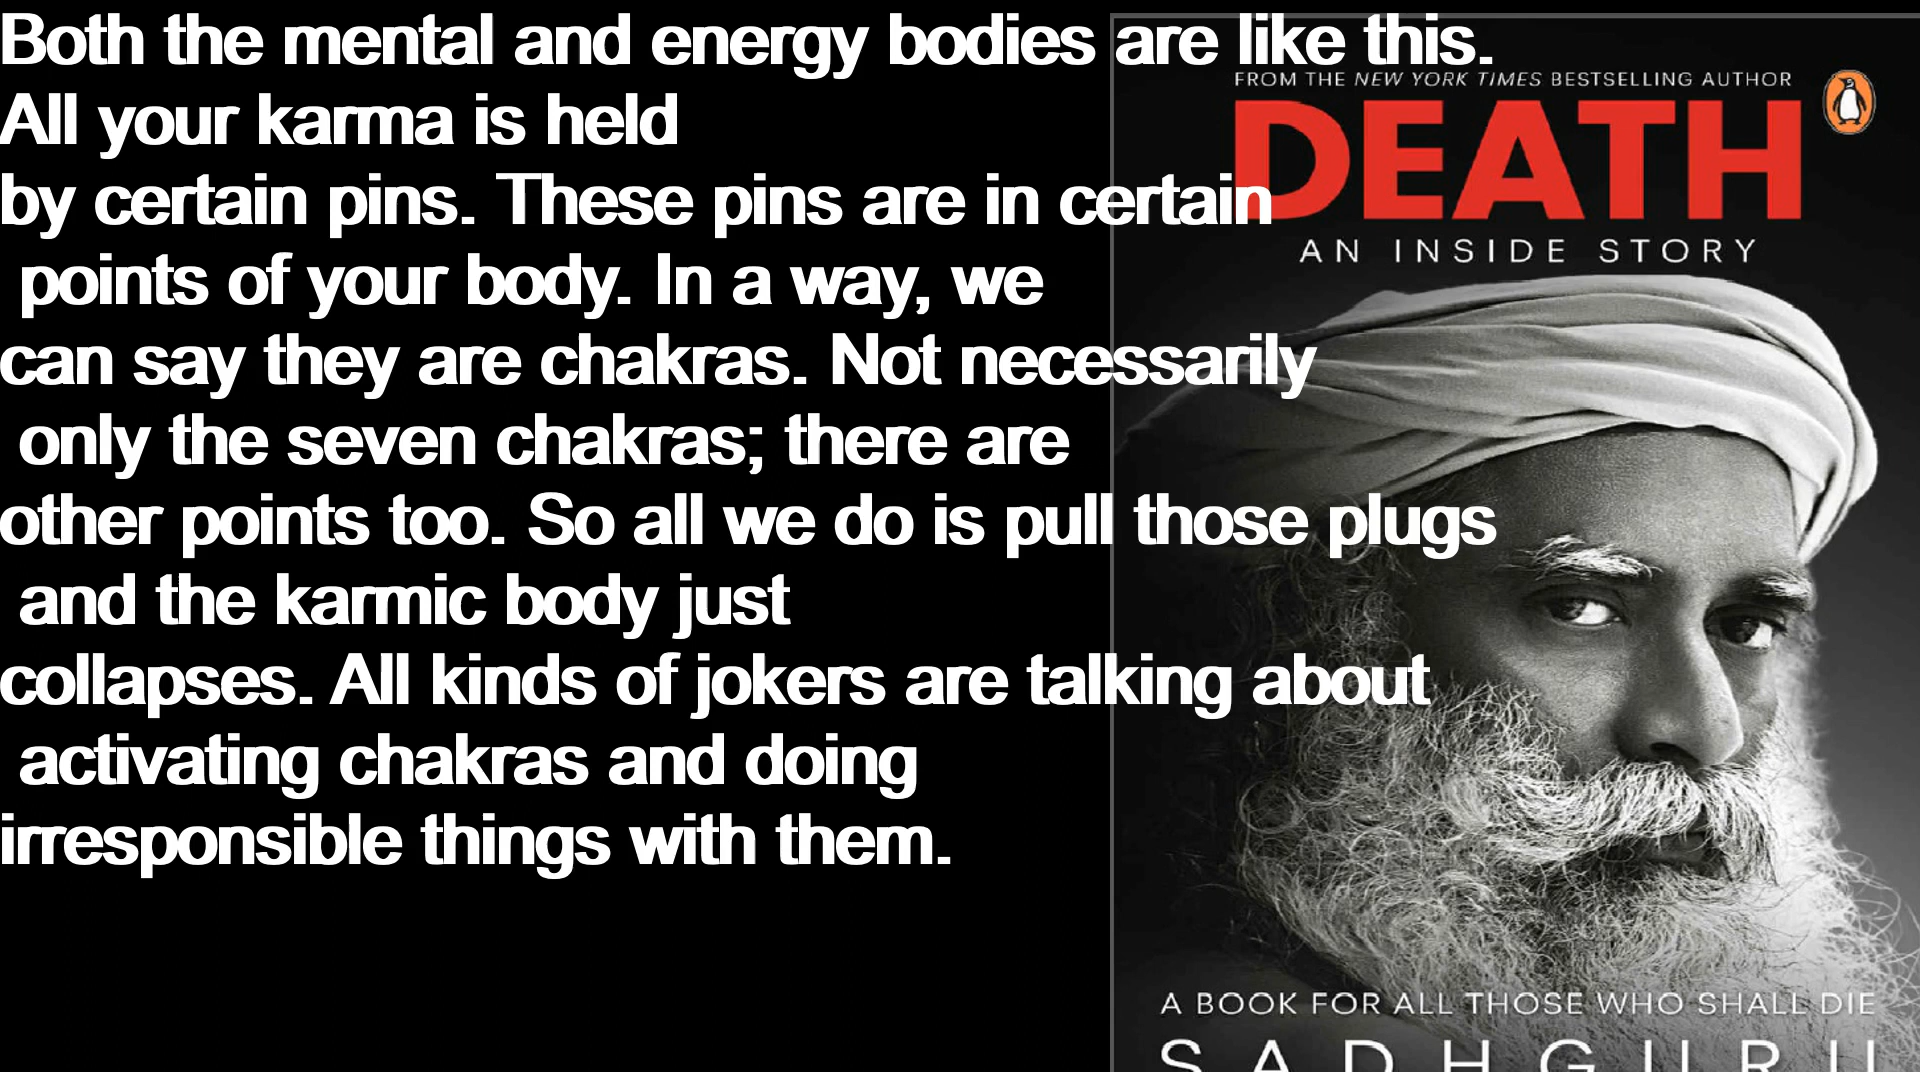 Both the mental and energy bodies are like this.
All your karma is held
by certain pins. These pins are in certain
points of your body. In a way, we
can say they are chakras. Not necessarily
only the seven chakras; there are
other points too. So all we do is pull those plugs
and the karmic body just
collapses. All kinds of jokers are talking about
activating chakras and doing
irresponsible things with them.
FROM THE NEW YORK TIMES BESTSELLING AUTHOR
DEATH
AN INSIDE STORY
A BOOK FOR ALL THOSE WHO SHALL DIE
SADHGURU